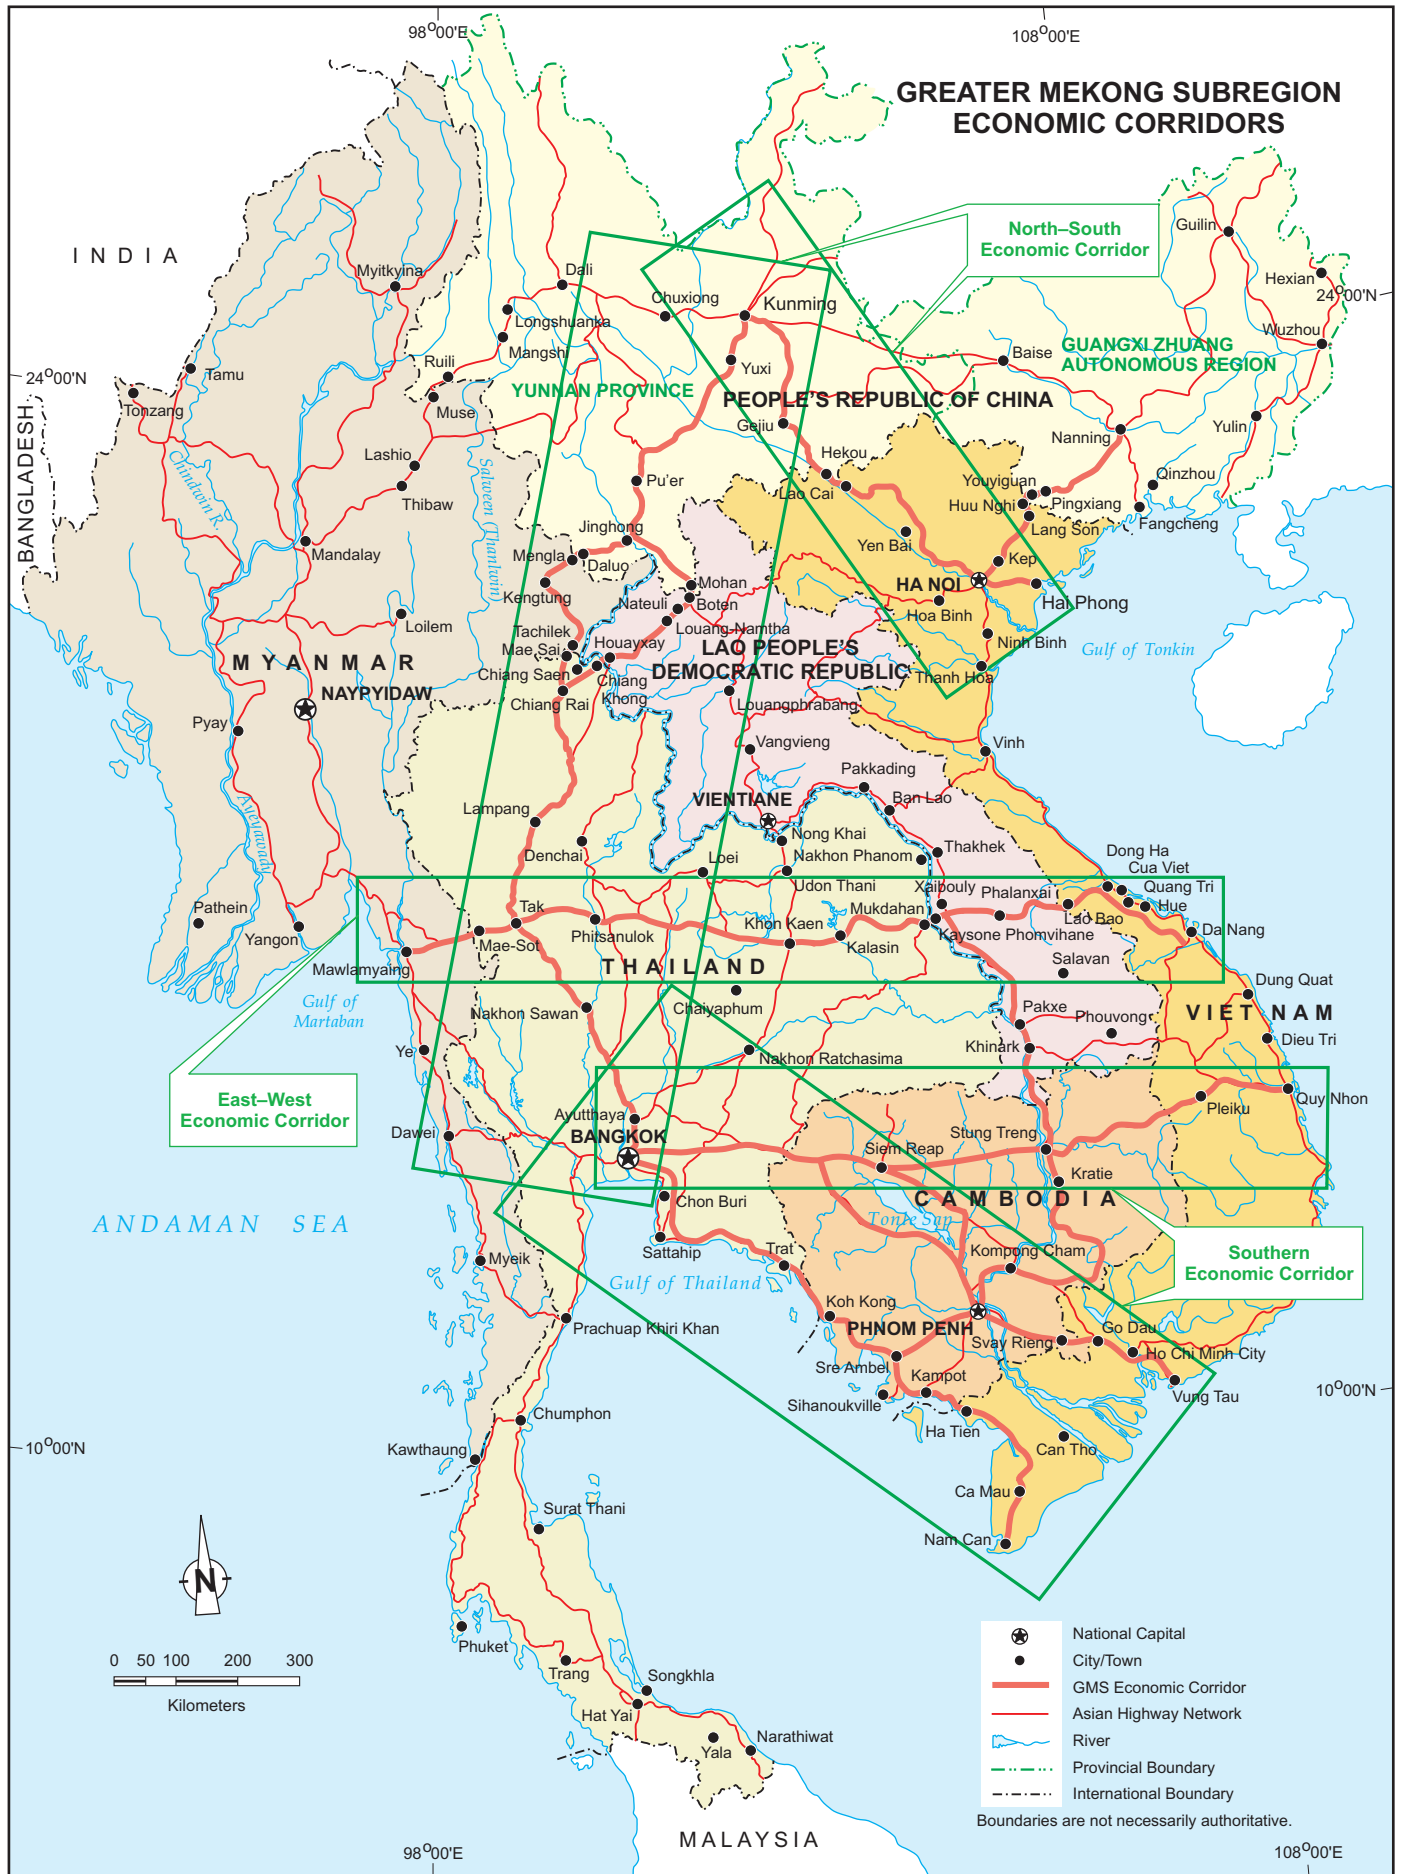 98°00'E
108°00'E
GREATER MEKONG SUBREGION
ECONOMIC CORRIDORS
North–South
Economic Corridor
Guilin
INDIA
Myitkyina
Dali
Hexian
24°00'N
Chuxiong
Kunming
Longshuanka
Wuzhou
Mangshi
Baise
GUANGXI ZHUANG
AUTONOMOUS REGION
Ruili
Yuxi
Tamu
24°00'N
YUNNAN PROVINCE
PEOPLE'S REPUBLIC OF CHINA
Tonzang
Muse
Gejiu
Nanning
Yulin
BANGLADESH
Lashio
Hekou
Chindwin R.
Salween (Thanlwin)
Pu'er
Youyiguan
Qinzhou
Lao Cai
Thibaw
Huu Nghi
Pingxiang
Fangcheng
Jinghong
Lang Son
Mandalay
Yen Bai
Mengla
Daluo
Kep
Mohan
HA NOI
Kengtung
Nateuli
Boten
Hai Phong
Hoa Binh
Loilem
Louang-Namtha
Tachilek
Houayxay
Ninh Binh
Mae Sai
LAO PEOPLE'S
DEMOCRATIC REPUBLIC
Gulf of Tonkin
MYANMAR
Chiang Saen
Chiang
Khong
Thanh Hoa
NAYPYIDAW
Chiang Rai
Louangphrabang
Pyay
Vangvieng
Vinh
Pakkading
VIENTIANE
Ban Lao
Ayeyawady
Lampang
Nong Khai
Denchai
Loei
Nakhon Phanom
Thakhek
Dong Ha
Cua Viet
Udon Thani
Xaibouly
Phalanxai
Quang Tri
Pathein
Tak
Mukdahan
Hue
Lao Bao
Yangon
Khon Kaen
Mae-Sot
Phitsanulok
Kalasin
Kaysone Phomvihane
Da Nang
Mawlamyaing
THAILAND
Salavan
Dung Quat
Gulf of
Martaban
Nakhon Sawan
Chaiyaphum
Pakxe
Phouvong
VIET NAM
Dieu Tri
Ye
Nakhon Ratchasima
Khinark
East–West
Economic Corridor
Quy Nhon
Pleiku
Ayutthaya
Dawei
BANGKOK
Siem Reap
Stung Treng
Kratie
Chon Buri
CAMBODIA
ANDAMAN SEA
Tonle Sap
Sattahip
Trat
Kompong Cham
Southern
Economic Corridor
Myeik
Gulf of Thailand
Koh Kong
Prachuap Khiri Khan
PHNOM PENH
Svay Rieng
Go Dau
Ho Chi Minh City
Sre Ambel
Kampot
Sihanoukville
Vung Tau
10°00'N
Chumphon
Ha Tien
10°00'N
Kawthaung
Can Tho
Ca Mau
Surat Thani
Nam Can
N
National Capital
Phuket
0 50 100 200 300
Kilometers
City/Town
Trang
Songkhla
GMS Economic Corridor
Hat Yai
Asian Highway Network
Narathiwat
River
Yala
Provincial Boundary
International Boundary
Boundaries are not necessarily authoritative.
MALAYSIA
98°00'E
108°00'E